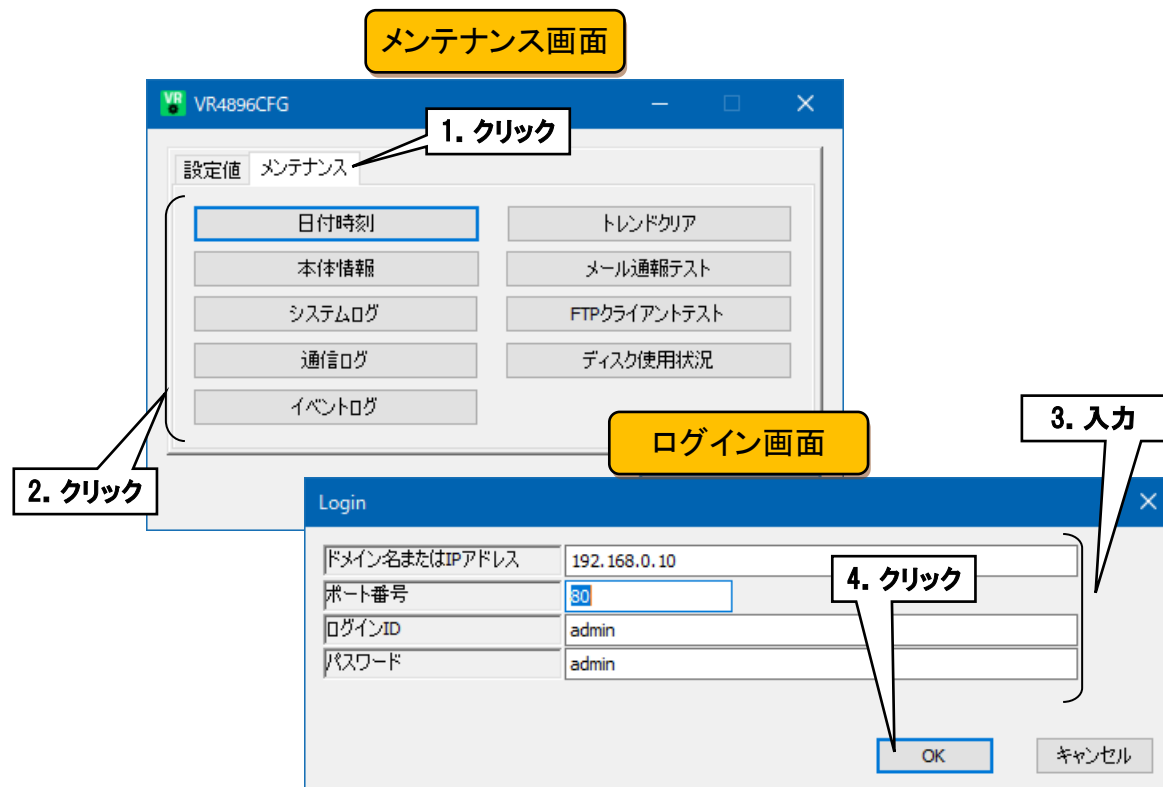 メンテナンス画面
VR4896CFG
1. クリック
設定値 メンテナンス
日付時刻 トレンドクリア
本体情報 メール通報テスト
システムログ FTPクライアントテスト
通信ログ ディスク使用状況
イベントログ
2. クリック
ログイン画面
3. 入力
Login
ドメイン名またはIPアドレス 192.168.0.10
4. クリック
ポート番号 80
ログインID admin
パスワード admin
OK キャンセル